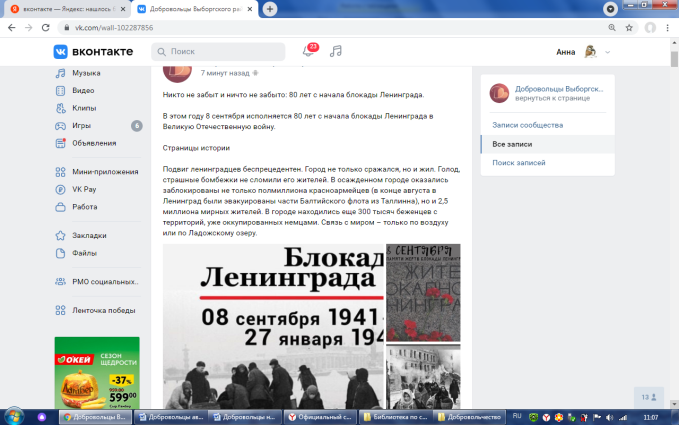 вконтакте — Яндекс: нашлось
Добровольцы Выборгского рай
vk.com/wall-102287856
вконтакте
Поиск
23
Анна
Музыка
Видео
Клипы
Игры 6
Объявления
Мини-приложения
VK Pay
Работа
Закладки
Файлы
РМО социальных..
Ленточка победы
7 минут назад
Никто не забыт и ничто не забыто: 80 лет с начала блокады Ленинграда.
В этом году 8 сентября исполняется 80 лет с начала блокады Ленинграда в
Великую Отечественную войну.
Страницы истории
Подвиг ленинградцев беспрецедентен. Город не только сражался, но и жил. Голод,
страшные бомбежки не сломили его жителей. В осажденном городе оказались
заблокированы не только полмиллиона красноармейцев (в конце августа в
Ленинград были эвакуированы части Балтийского флота из Таллинна), но и 2,5
миллиона мирных жителей. В городе находились еще 300 тысяч беженцев с
территорий, уже оккупированных немцами. Связь с миром – только по воздуху
или по Ладожскому озеру.
Блокад
Ленинграда
08 сентября 1941
27 января 194
СЕНТЯБРЯ
ЖИТЕ
ОКАДНО
НИНГРА
Добровольцы Выборгск...
вернуться к странице
Записи сообщества
Все записи
Поиск записей
О'КЕЙ
СЕЗОН
ЩЕДРОСТИ
-37%
599 00
13
Добровольцы В...
Добровольцы ав...
Добровольцы н...
Официальный с...
Библиотека по с...
Добровольчество
RU
11:07